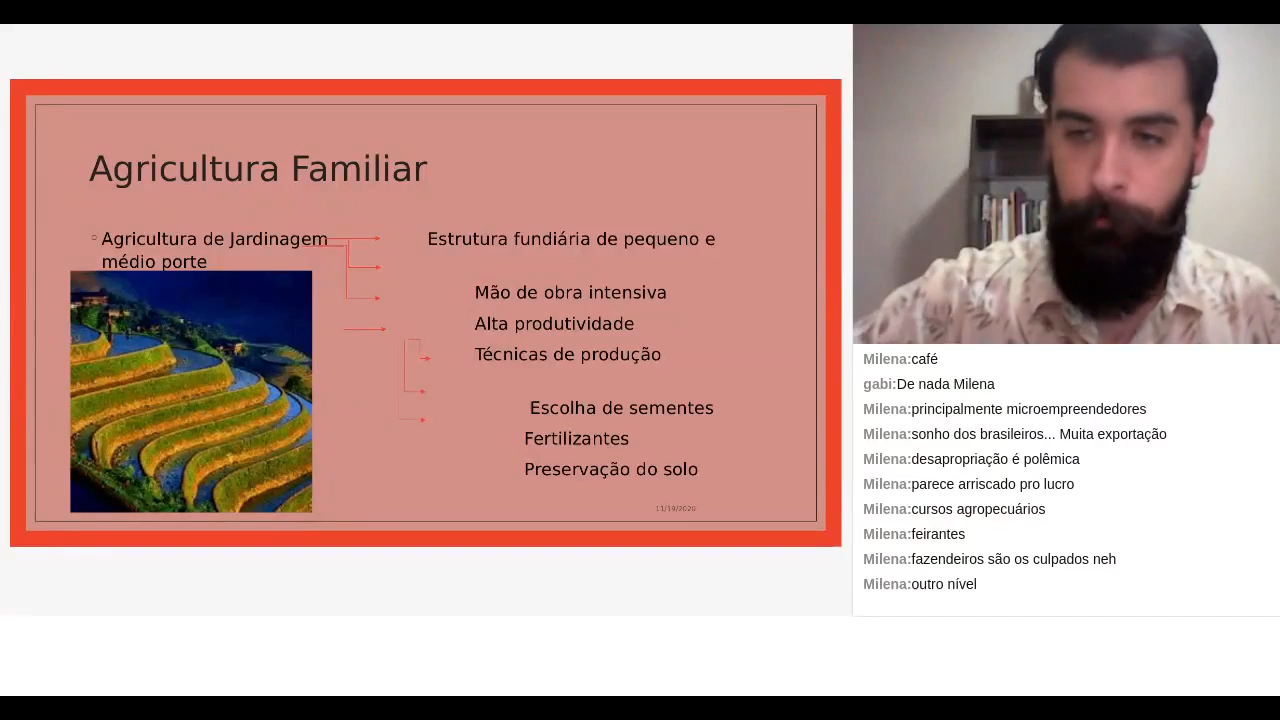 Agricultura Familiar
Agricultura de Jardinagem Estrutura fundiária de pequeno e
médio porte
Mão de obra intensiva
Alta produtividade
Técnicas de produção
Escolha de sementes
Fertilizantes
Preservação do solo
11/19/2020
Milena:café
gabi:De nada Milena
Milena:principalmente microempreendedores
Milena:sonho dos brasileiros... Muita exportação
Milena:desapropriação é polêmica
Milena:parece arriscado pro lucro
Milena:cursos agropecuários
Milena:feirantes
Milena:fazendeiros são os culpados neh
Milena:outro nível